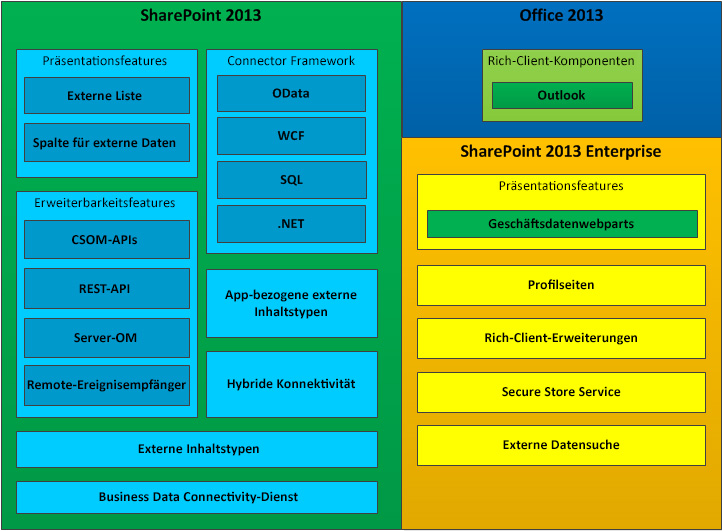 SharePoint 2013
Präsentationsfeatures
Externe Liste
Spalte für externe Daten
Erweiterbarkeitsfeatures
CSOM-APIs
REST-API
Server-OM
Remote-Ereignisempfänger
Connector Framework
OData
WCF
SQL
.NET
App-bezogene externe
Inhaltstypen
Hybride Konnektivität
Externe Inhaltstypen
Business Data Connectivity-Dienst
Office 2013
Rich-Client-Komponenten
Outlook
SharePoint 2013 Enterprise
Präsentationsfeatures
Geschäftsdatenwebparts
Profilseiten
Rich-Client-Erweiterungen
Secure Store Service
Externe Datensuche